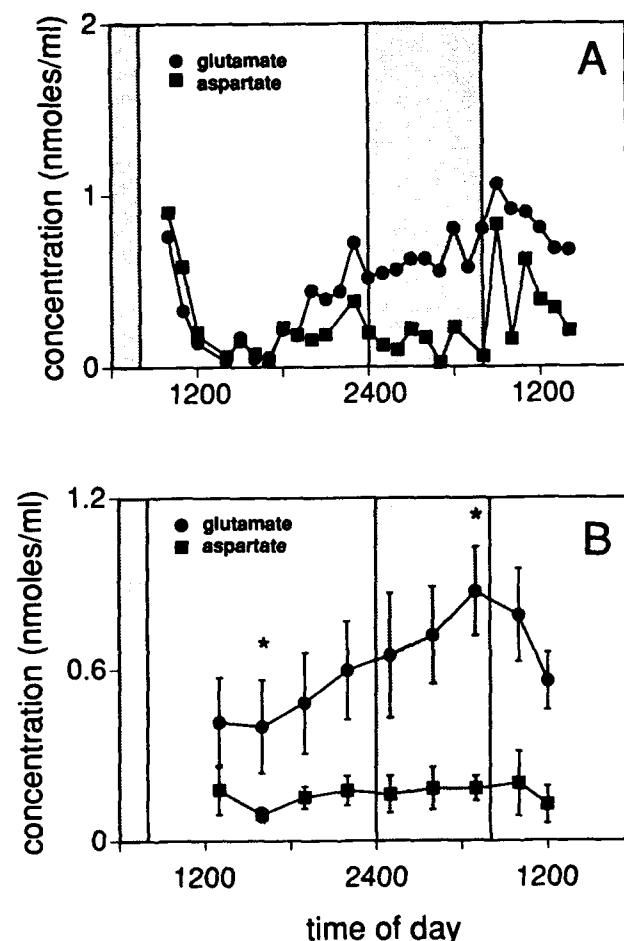 2
A
glutamate
aspartate
concentration (nmoles/ml)
1
0
1200 2400 1200
1.2
B
glutamate
aspartate
*
*
concentration (nmoles/ml)
0.6
0
1200 2400 1200
time of day